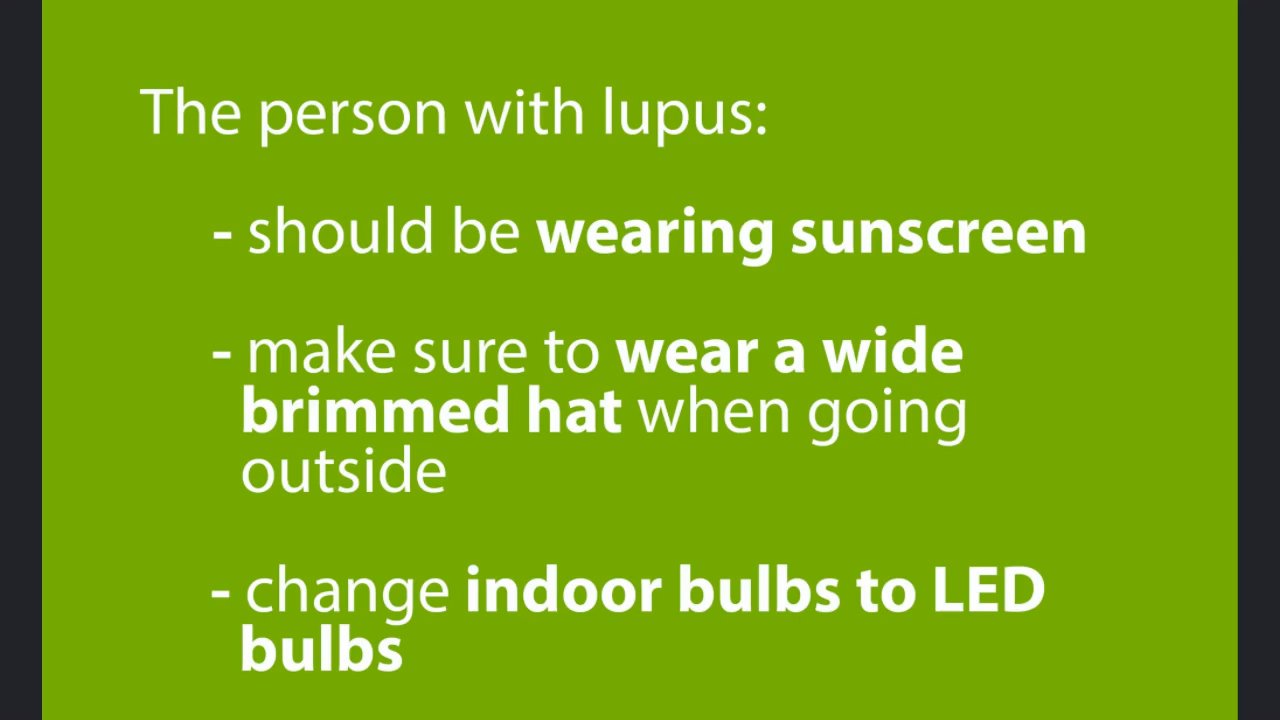 The person with lupus:
- should be wearing sunscreen
- make sure to wear a wide
brimmed hat when going
outside
- change indoor bulbs to LED
bulbs